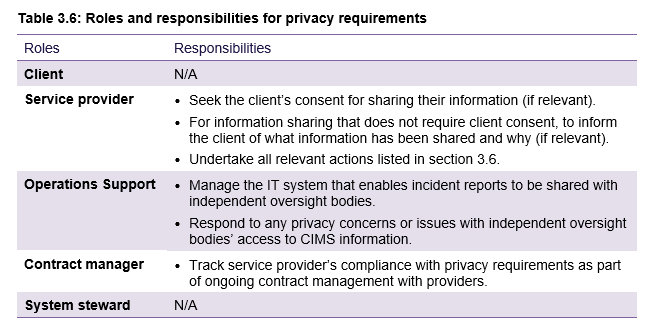 Table 3.6: Roles and responsibilities for privacy requirements
Roles Responsibilities
Client N/A
Service provider • Seek the client’s consent for sharing their information (if relevant).
• For information sharing that does not require client consent, to inform
the client of what information has been shared and why (if relevant).
• Undertake all relevant actions listed in section 3.6.
Operations Support • Manage the IT system that enables incident reports to be shared with
independent oversight bodies.
• Respond to any privacy concerns or issues with independent oversight
bodies’ access to CIMS information.
Contract manager • Track service provider’s compliance with privacy requirements as part
of ongoing contract management with providers.
System steward N/A